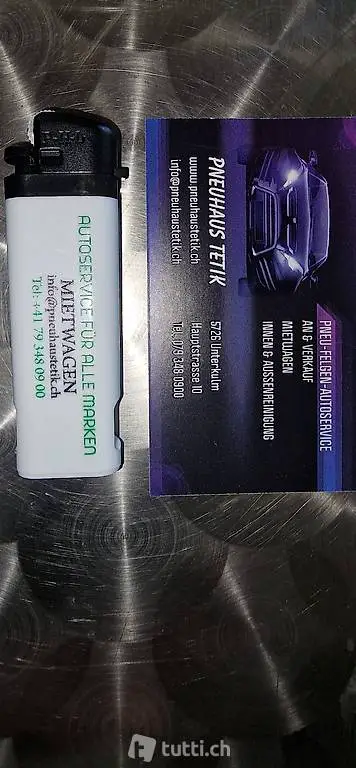 AUTOSERVICE FÜR ALLE MARKEN
MIETWAGEN
info@pneuhaustetik.ch
Tel: +41 79 348 09 00
PNEU-FELGEN-AUTOSERVICE
AN & VERKAUF
MIETWAGEN
INNEN & AUSSENREINIGUNG
PNEUHAUS TETIK
www.pneuhaustetik.ch
info@pneuhaustetik.ch
5726 Unterkulm
Hauptstrasse 10
Tel. 079 348 0900
tutti.ch